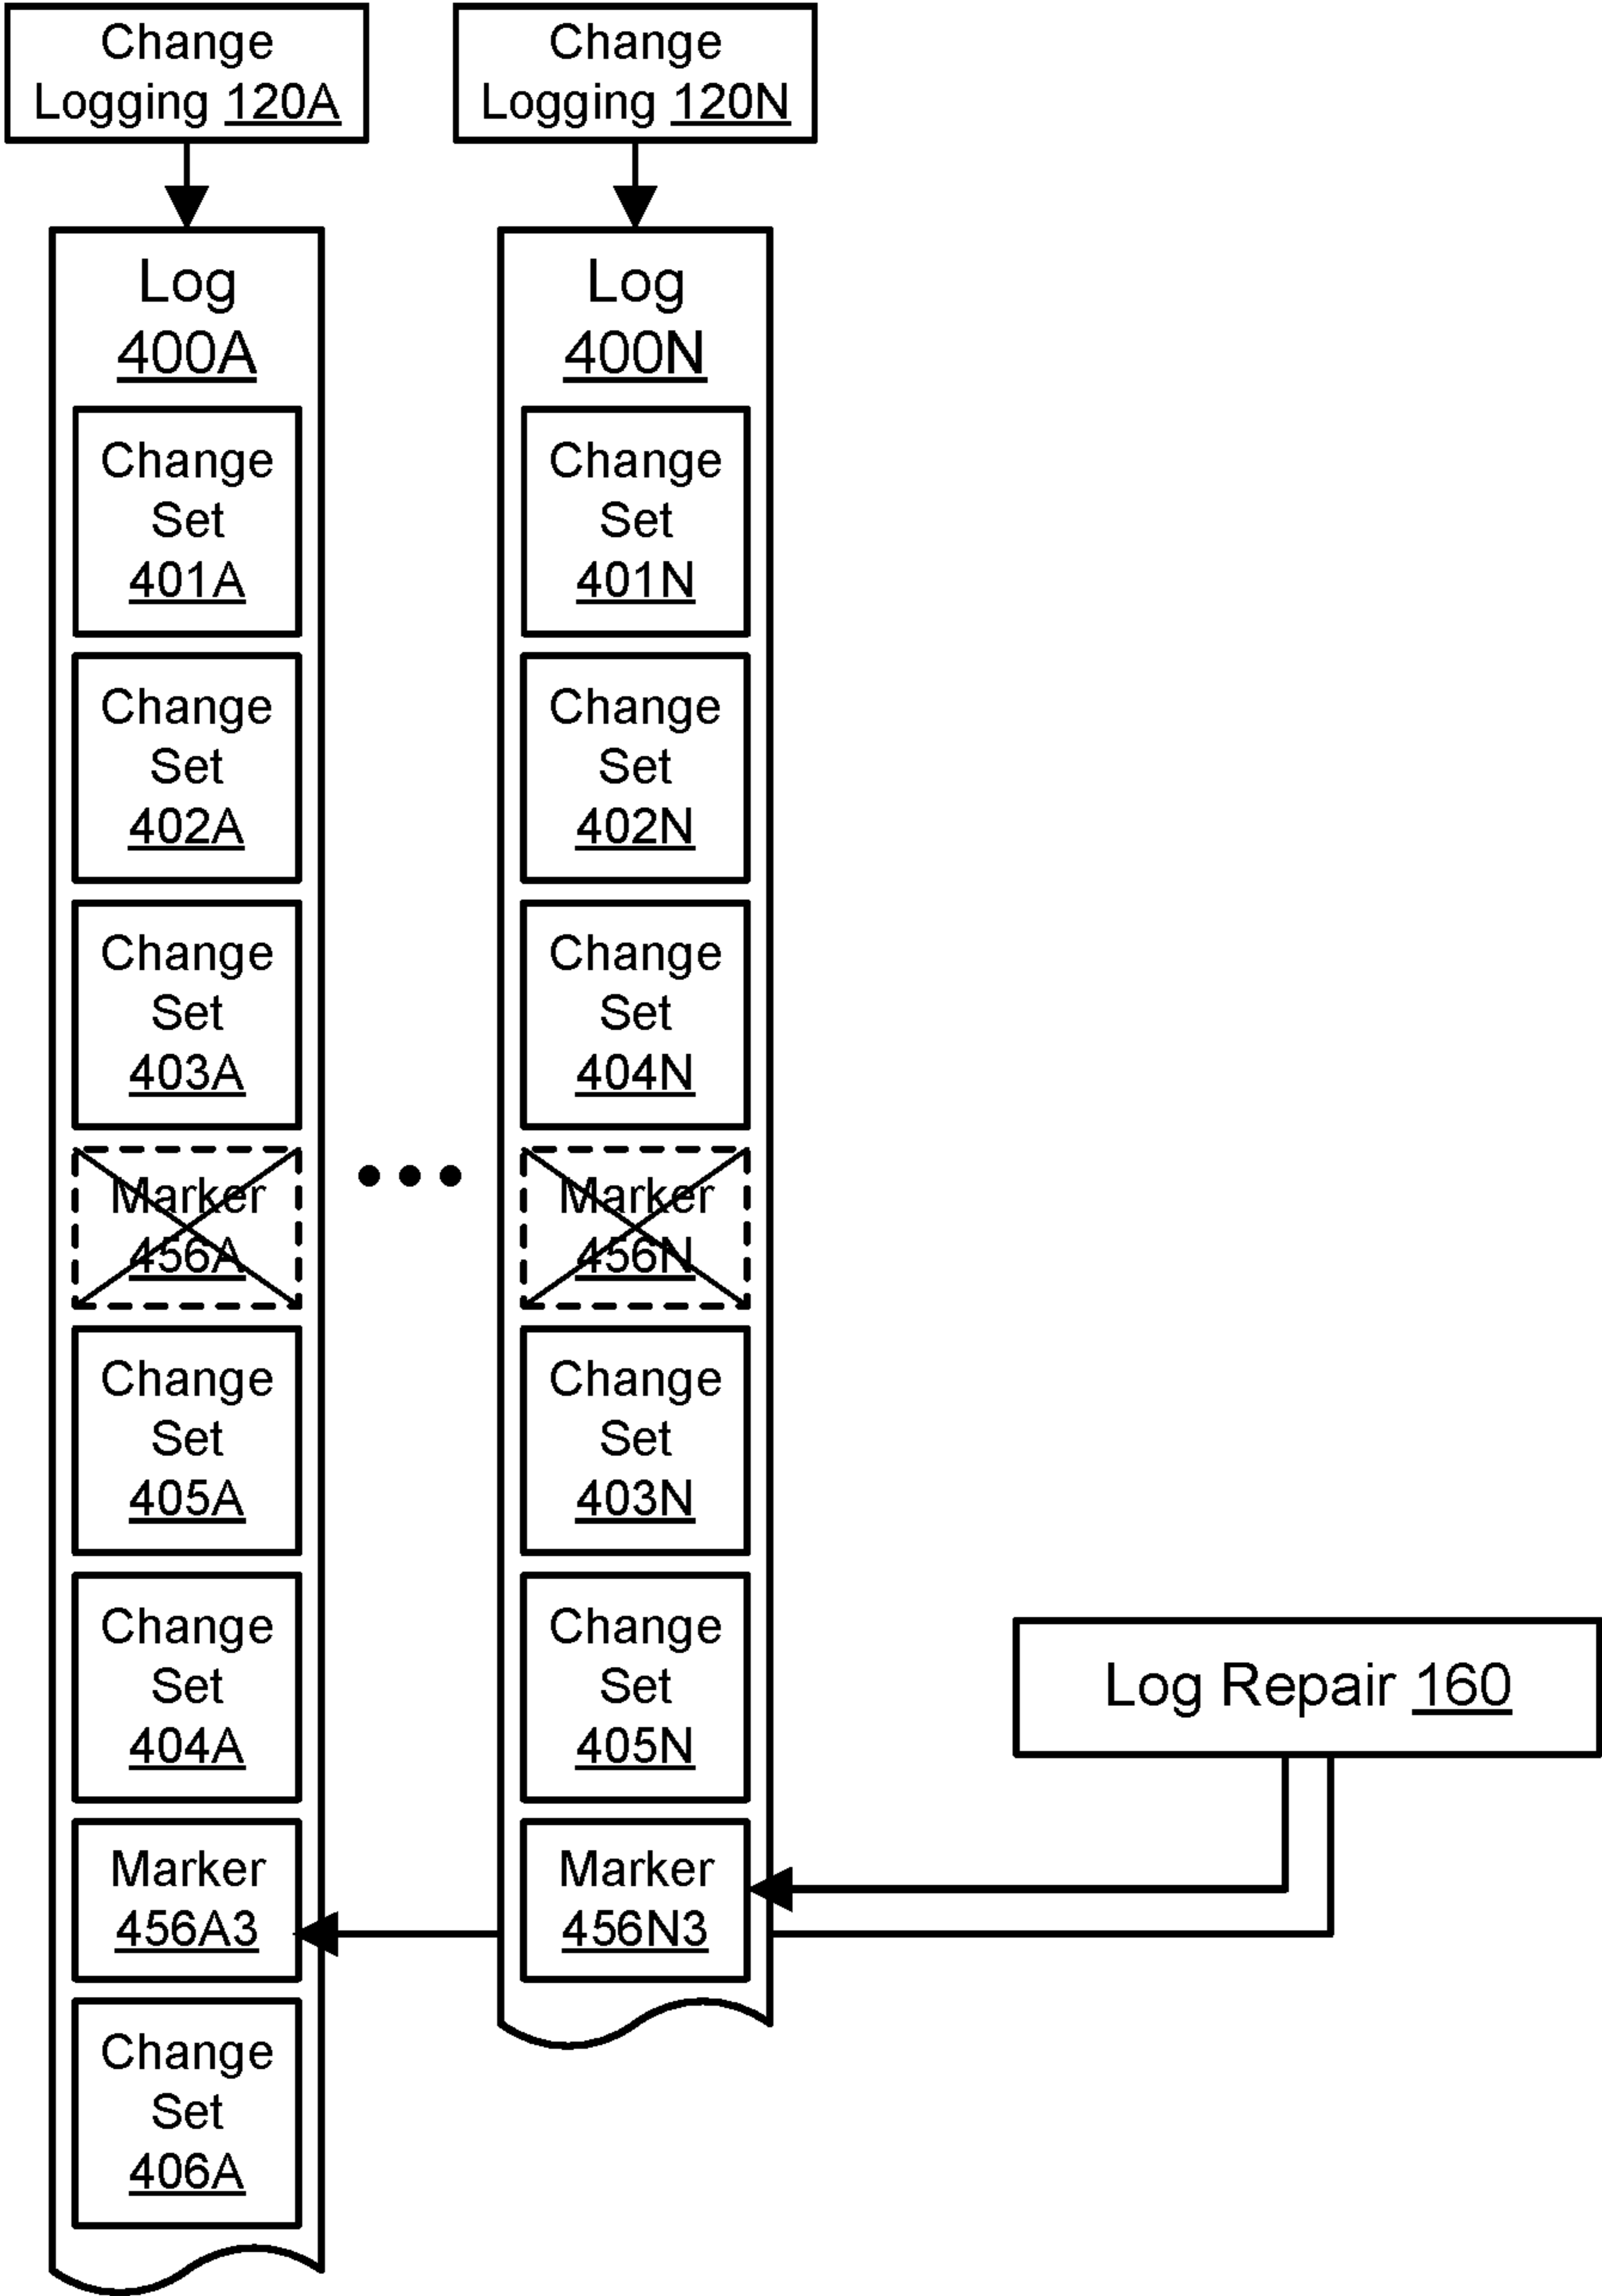 Change
Logging 120A
Log
400A
Change
Set
401A
Change
Set
402A
Change
Set
403A
Marker
456A
Change
Set
405A
Change
Set
404A
Marker
456A3
Change
Set
406A
Change
Logging 120N
Log
400N
Change
Set
401N
Change
Set
402N
Change
Set
404N
Marker
456N
Change
Set
403N
Change
Set
405N
Marker
456N3
Log Repair 160